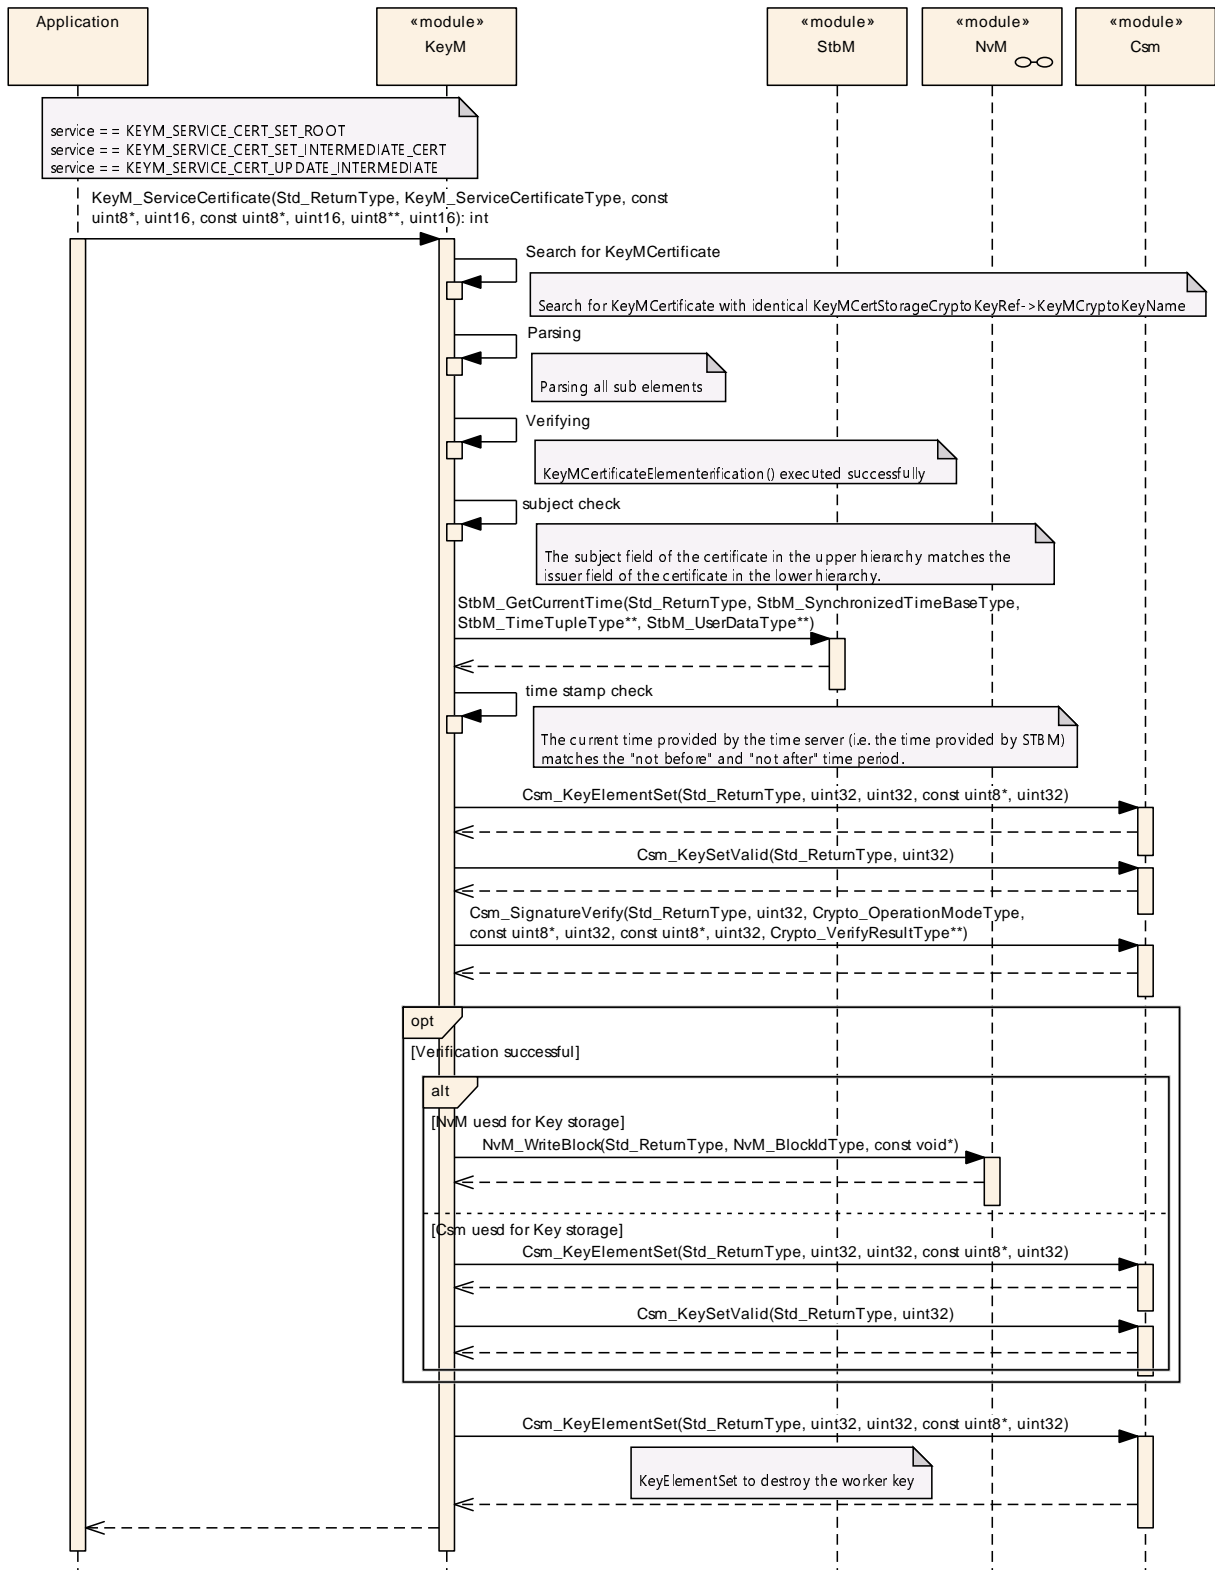 Application
«module»
KeyM
«module»
StbM
«module»
NvM
«module»
Csm
service == KEYM_SERVICE_CERT_SET_ROOT
service == KEYM_SERVICE_CERT_SET_INTERMEDIATE_CERT
service == KEYM_SERVICE_CERT_UPDATE_INTERMEDIATE
KeyM_ServiceCertificate(Std_ReturnType, KeyM_ServiceCertificateType, const
uint8*, uint16, const uint8*, uint16, uint8**, uint16): int
Search for KeyMCertificate
Search for KeyMCertificate with identical KeyMCertStorageCryptoKeyRef->KeyMCryptoKeyName
Parsing
Parsing all sub elements
Verifying
KeyMCertificateElementerification() executed successfully
subject check
The subject field of the certificate in the upper hierarchy matches the
issuer field of the certificate in the lower hierarchy.
StbM_GetCurrentTime(Std_ReturnType, StbM_SynchronizedTimeBaseType,
StbM_TimeTupleType**, StbM_UserDataType**)
time stamp check
The current time provided by the time server (i.e. the time provided by STBM)
matches the "not before" and "not after" time period.
Csm_KeyElementSet(Std_ReturnType, uint32, uint32, const uint8*, uint32)
Csm_KeySetValid(Std_ReturnType, uint32)
Csm_SignatureVerify(Std_ReturnType, uint32, Crypto_OperationModeType,
const uint8*, uint32, const uint8*, uint32, Crypto_VerifyResultType**)
opt
[Verification successful]
alt
[NvM uesd for Key storage]
NvM_WriteBlock(Std_ReturnType, NvM_BlockIdType, const void*)
[Csm uesd for Key storage]
Csm_KeyElementSet(Std_ReturnType, uint32, uint32, const uint8*, uint32)
Csm_KeySetValid(Std_ReturnType, uint32)
Csm_KeyElementSet(Std_ReturnType, uint32, uint32, const uint8*, uint32)
KeyElementSet to destroy the worker key